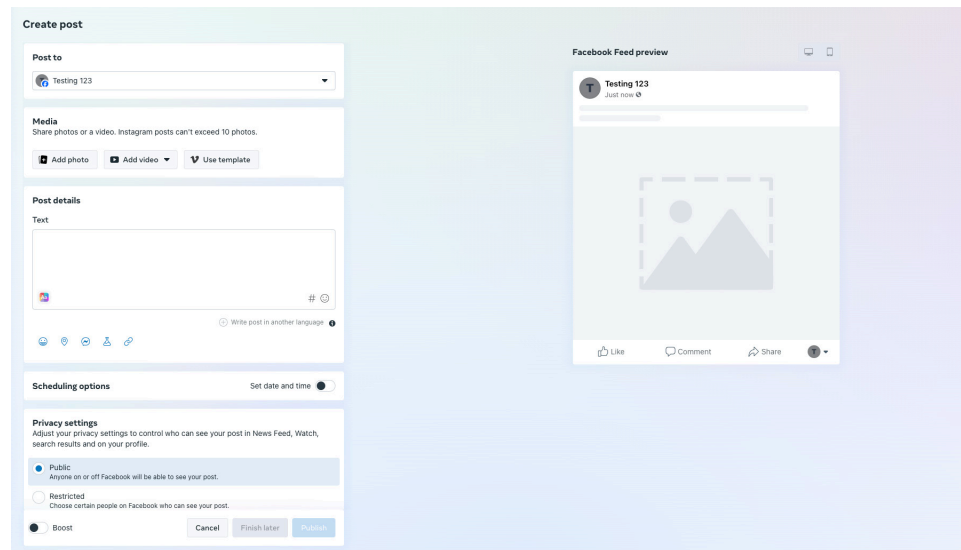 Create post
Post to
Testing 123
Media
Share photos or a video. Instagram posts can't exceed 10 photos.
Add photo
Add video
Use template
Post details
Text
#
Write post in another language
Scheduling options
Set date and time
Privacy settings
Adjust your privacy settings to control who can see your post in News Feed, Watch,
search results and on your profile.
Public
Anyone on or off Facebook will be able to see your post.
Restricted
Choose certain people on Facebook who can see your post.
Boost
Cancel
Finish later
Publish
Facebook Feed preview
T
Testing 123
Just now
Like
Comment
Share
T